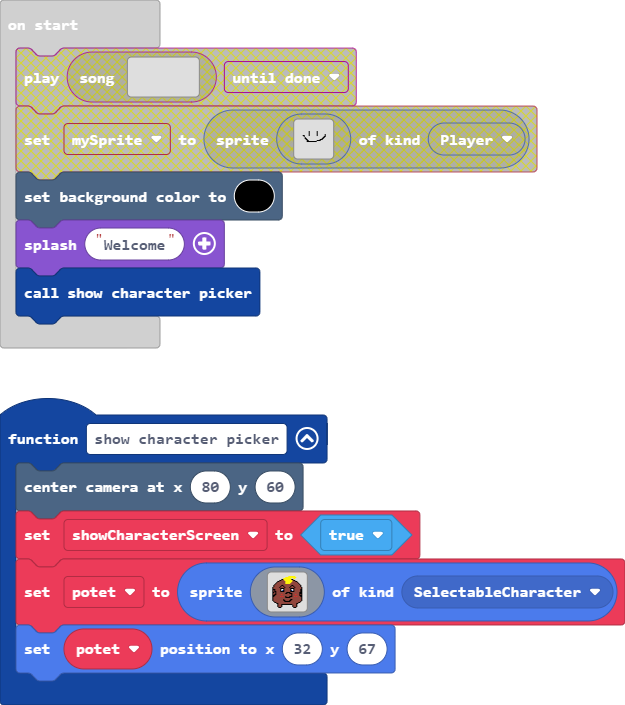 on start
play song until done
set mySprite to sprite of kind Player
set background color to
splash "Welcome"
call show character picker
function show character picker
center camera at x 80 y 60
set showCharacterScreen to true
set potet to sprite of kind SelectableCharacter
set potet position to x 32 y 67